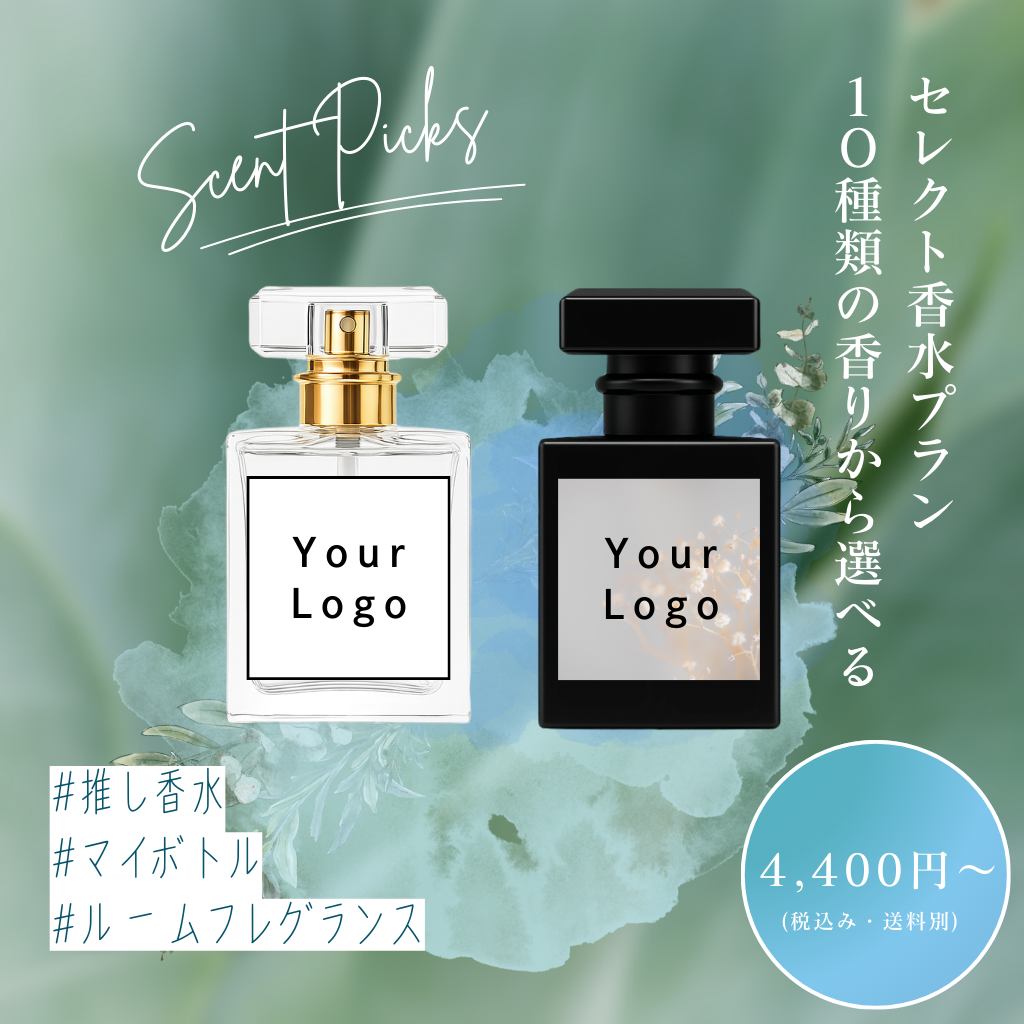 Scent Picks
セレクト香水プラン
10種類の香りから選べる
Your
Logo
Your
Logo
#推し香水
#マイボトル
#ルームフレグランス
4,400円〜
(税込み・送料別)